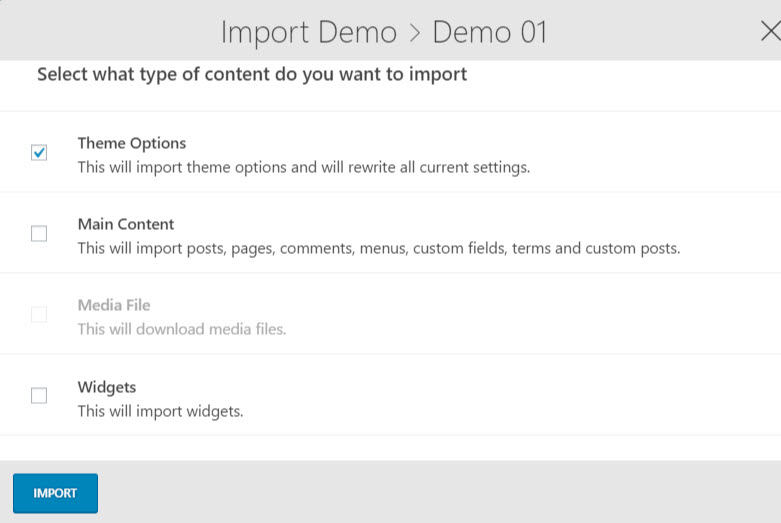 Import Demo > Demo 01
Select what type of content do you want to import
Theme Options
This will import theme options and will rewrite all current settings.
Main Content
This will import posts, pages, comments, menus, custom fields, terms and custom posts.
Media File
This will download media files.
Widgets
This will import widgets.
IMPORT